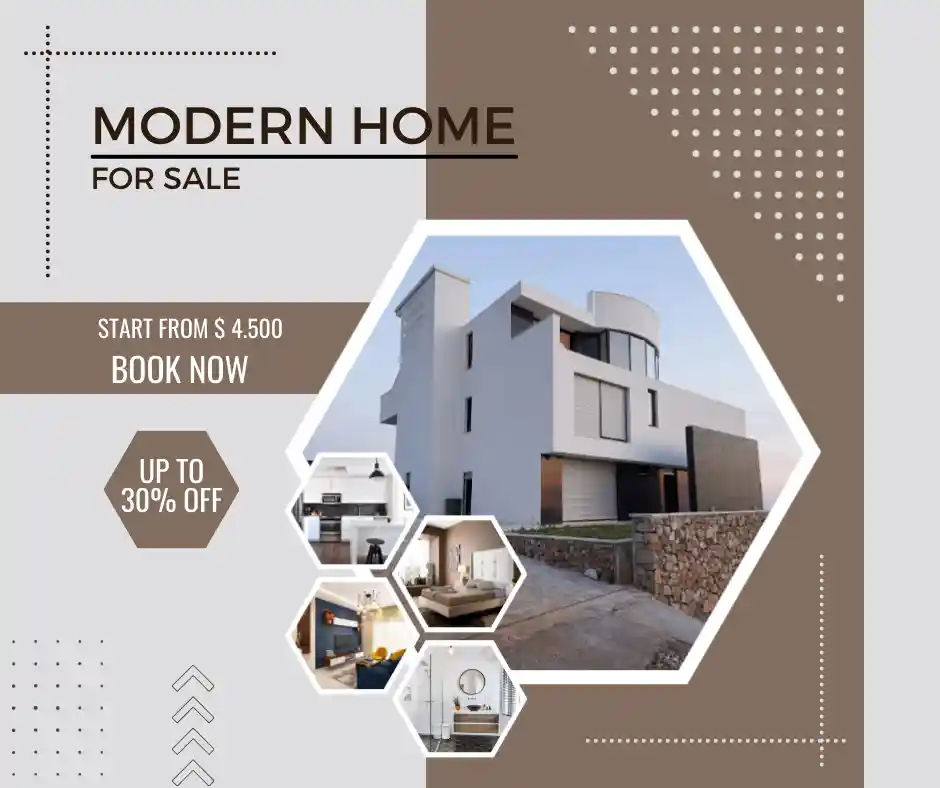 MODERN HOME
FOR SALE
START FROM $ 4.500
BOOK NOW
UP TO
30% OFF